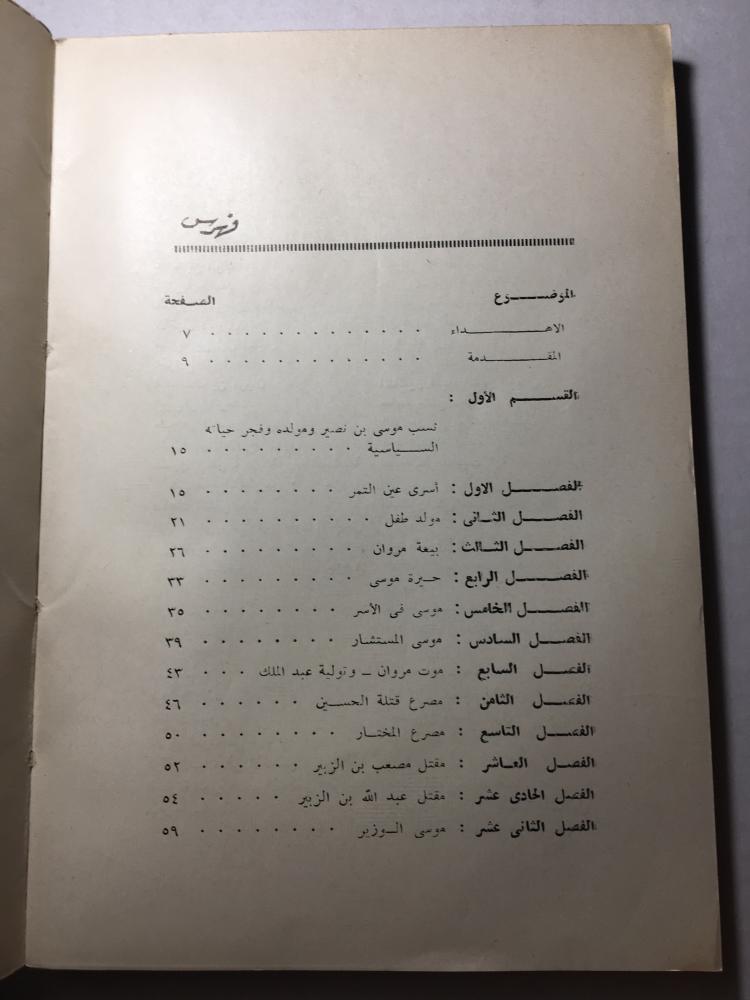 فهرس
الموضوع الصفحة
الاهداء . . . . . . . . . . . . . ٧
المقدمة . . . . . . . . . . . . . ٩
القسم الأول :
نسب موسى بن نصير ومولده وفجر حياته
السياسية . . . . . . . . . ١٥
الفصل الاول : أسرى عين التمر . . . . . . . . ١٥
الفصل الثانى : مولد طفل . . . . . . . . . . ٢١
الفصل الثالث : بيعة مروان . . . . . . . . . ٢٦
الفصل الرابع : حيرة موسى . . . . . . . . . ٣٣
الفصل الخامس : موسى فى الأسر . . . . . . . . ٣٥
الفصل السادس : موسى المستشار . . . . . . . . ٣٩
الفصل السابع : موت مروان ـ وتولية عبد الملك . . . ٤٣
الفصل الثامن : مصرع قتلة الحسين . . . . . . ٤٦
الفصل التاسع : مصرع المختار . . . . . . . . ٥٠
الفصل العاشر : مقتل مصعب بن الزبير . . . . . . ٥٢
الفصل الحادى عشر : مقتل عبد الله بن الزبير . . . . . ٥٤
الفصل الثانى عشر : موسى الوزير . . . . . . . . ٥٩